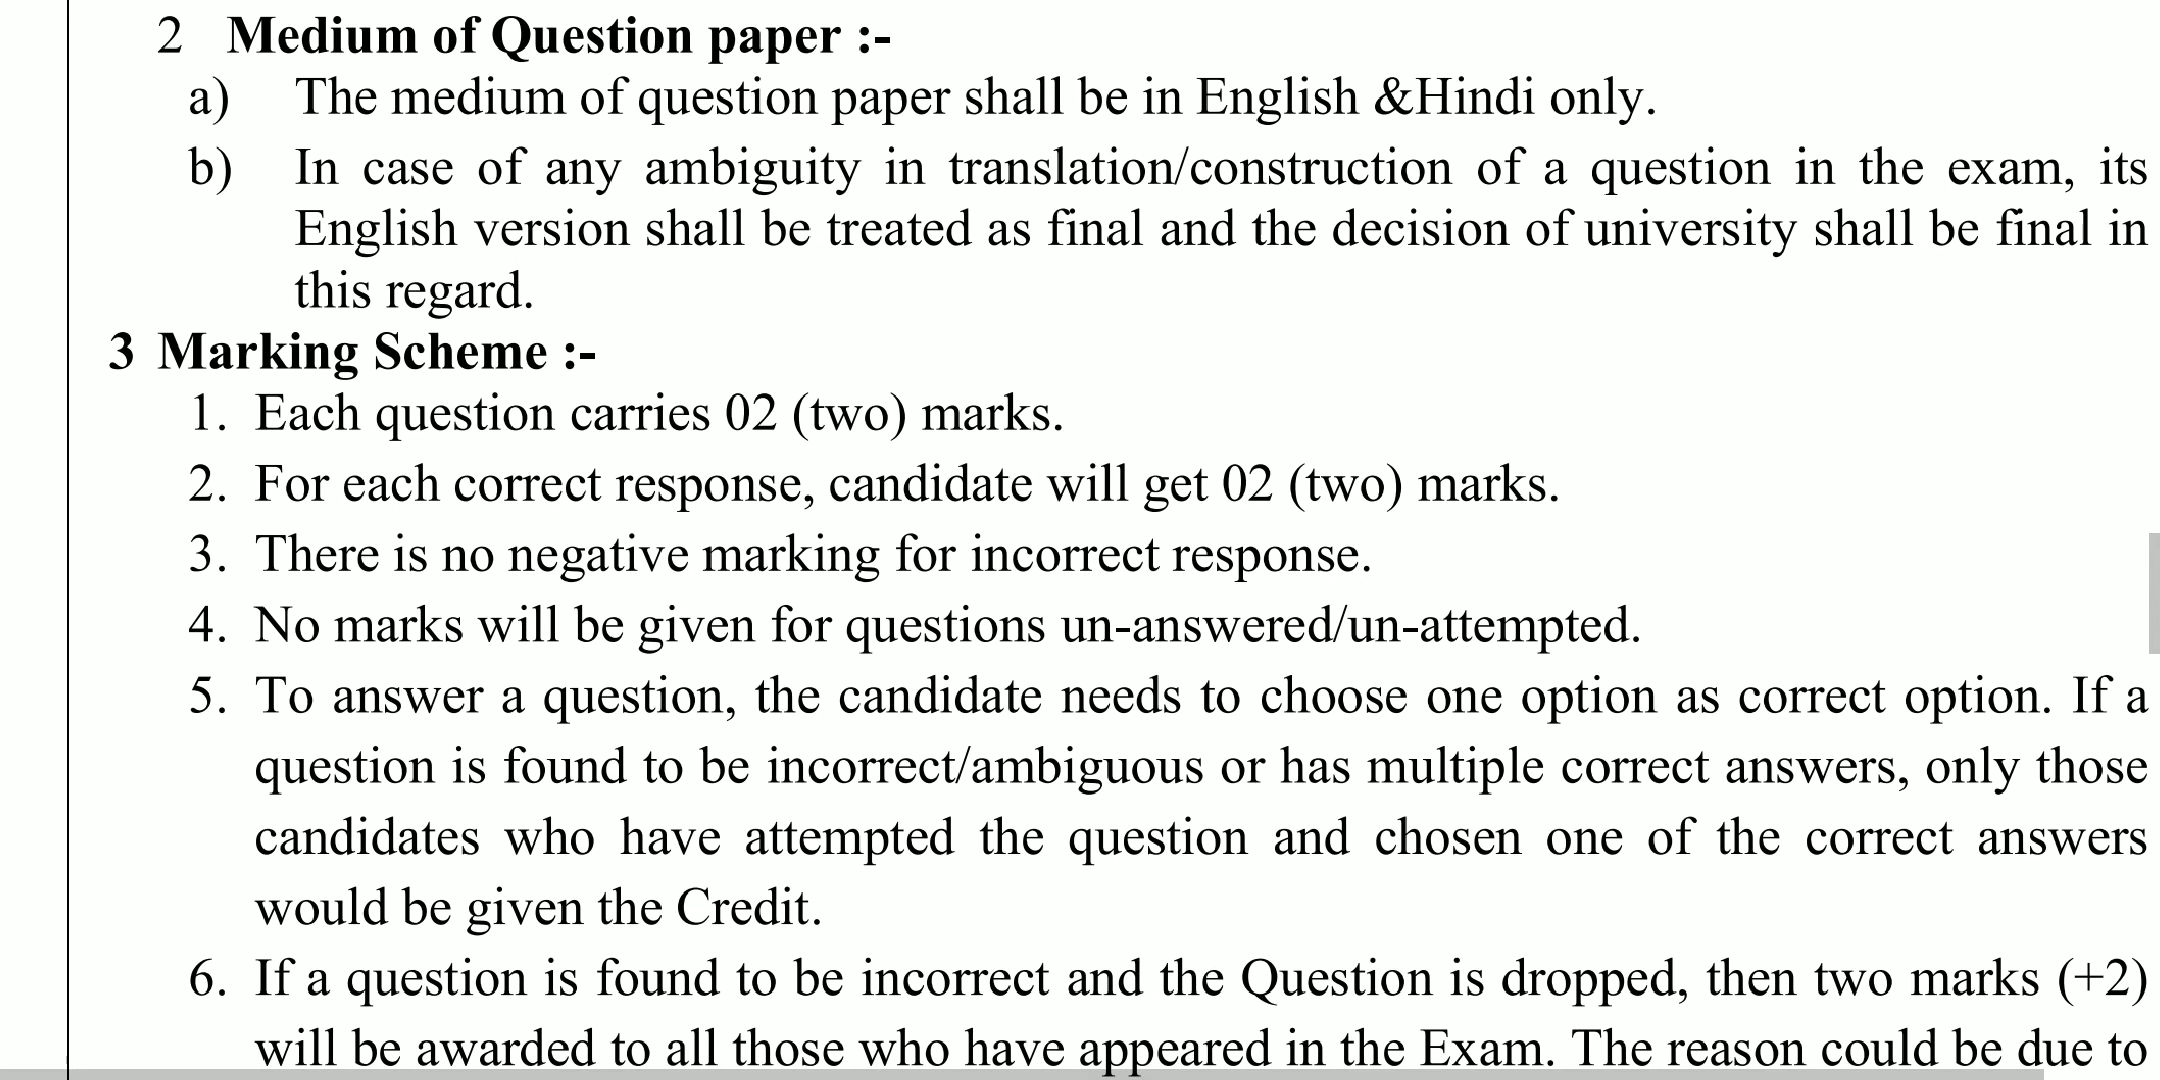 2 Medium of Question paper :-
a) The medium of question paper shall be in English &Hindi only.
b) In case of any ambiguity in translation/construction of a question in the exam, its
English version shall be treated as final and the decision of university shall be final in
this regard.
3 Marking Scheme :-
1. Each question carries 02 (two) marks.
2. For each correct response, candidate will get 02 (two) marks.
3. There is no negative marking for incorrect response.
4. No marks will be given for questions un-answered/un-attempted.
5. To answer a question, the candidate needs to choose one option as correct option. If a
question is found to be incorrect/ambiguous or has multiple correct answers, only those
candidates who have attempted the question and chosen one of the correct answers
would be given the Credit.
6. If a question is found to be incorrect and the Question is dropped, then two marks (+2)
will be awarded to all those who have appeared in the Exam. The reason could be due to